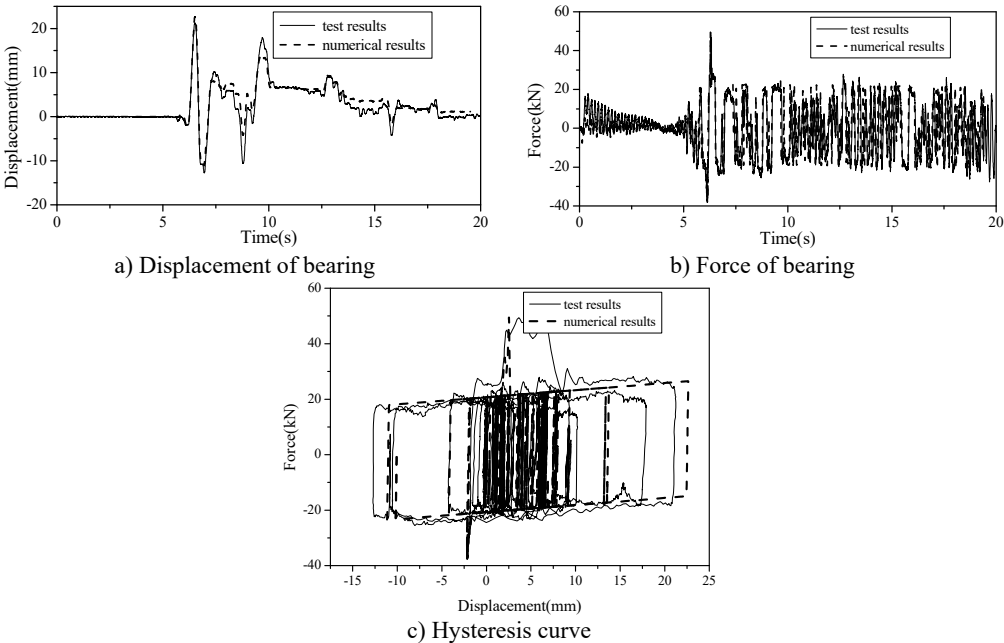 20
10
0
-10
-20
Displacement(mm)
test results
numerical results
0
5
10
15
20
Time(s)
a) Displacement of bearing
60
40
20
0
-20
-40
Force(kN)
test results
numerical results
0
5
10
15
20
Time(s)
b) Force of bearing
60
40
20
0
-20
-40
Force(kN)
test results
numerical results
-15
-10
-5
0
5
10
15
20
25
Displacement(mm)
c) Hysteresis curve